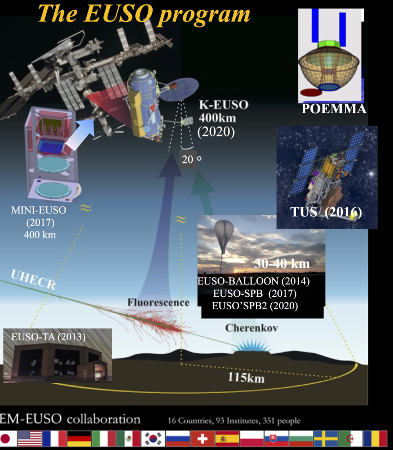 The EUSO program
K-EUSO
400km
(2020)
POEMMA
20 º
MINI-EUSO
(2017)
400 km
TUS (2016)
30-40 km
EUSO-BALLOON (2014)
EUSO-SPB (2017)
EUSO'SPB2 (2020)
UHECR
Fluorescence
EUSO-TA (2013)
Cherenkov
115km
EM-EUSO collaboration
16 Countries, 93 Institutes, 351 people